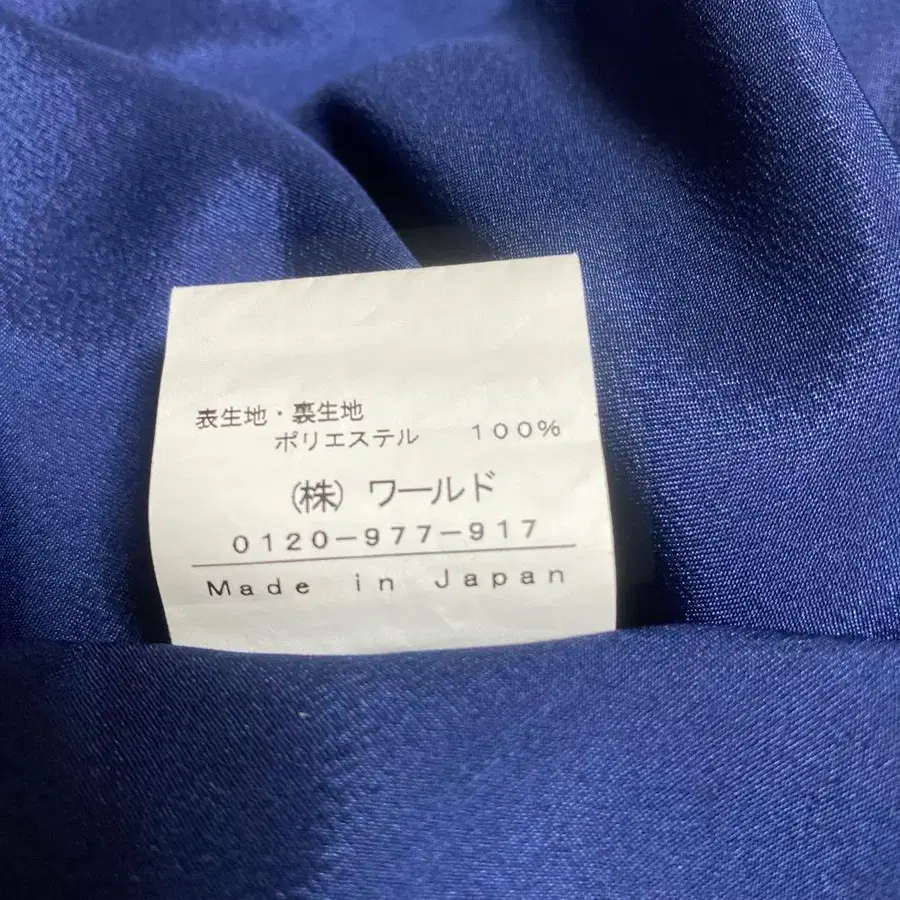 表生地・裏生地
ポリエステル 100%
(株) ワールド
0120-977-917
Made in Japan